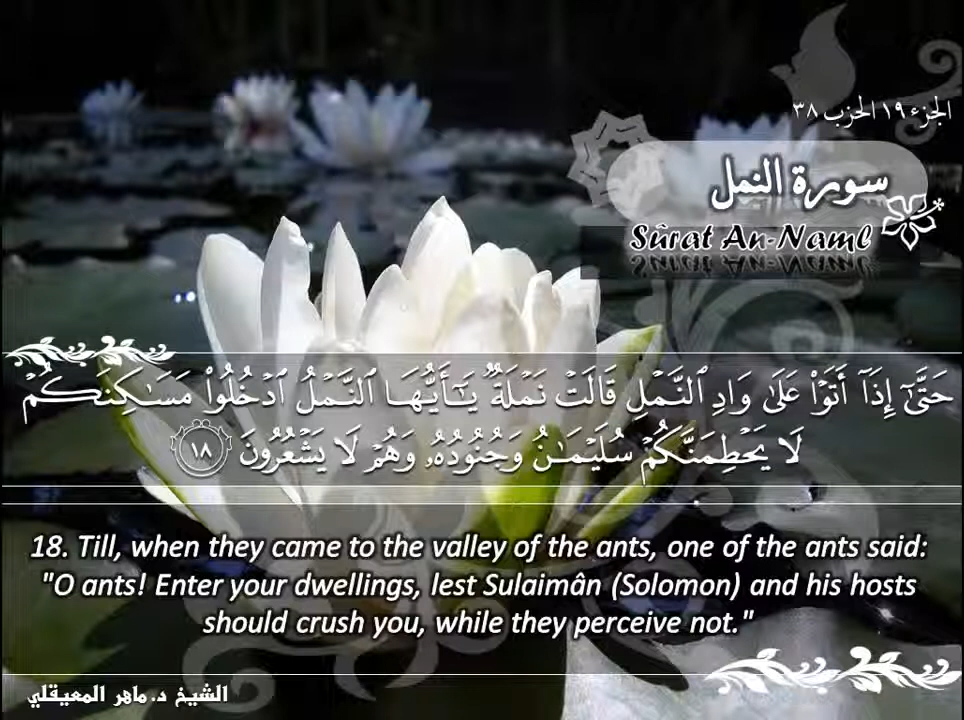 الجزء ١٩ الحزب ٣٨
سورة النمل
Sûrat An-Naml
حَتَّىٰٓ إِذَآ أَتَوْا۟ عَلَىٰ وَادِ ٱلنَّمْلِ قَالَتْ نَمْلَةٌ يَـٰٓأَيُّهَا ٱلنَّمْلُ ٱدْخُلُوا۟ مَسَـٰكِنَكُمْ
لَا يَحْطِمَنَّكُمْ سُلَيْمَـٰنُ وَجُنُودُهُۥ وَهُمْ لَا يَشْعُرُونَ ١٨
18. Till, when they came to the valley of the ants, one of the ants said:
"O ants! Enter your dwellings, lest Sulaimân (Solomon) and his hosts
should crush you, while they perceive not."
الشيخ د. ماهر المعيقلي